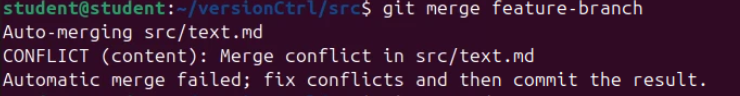 student@student:~/versionCtrl/src$ git merge feature-branch
Auto-merging src/text.md
CONFLICT (content): Merge conflict in src/text.md
Automatic merge failed; fix conflicts and then commit the result.